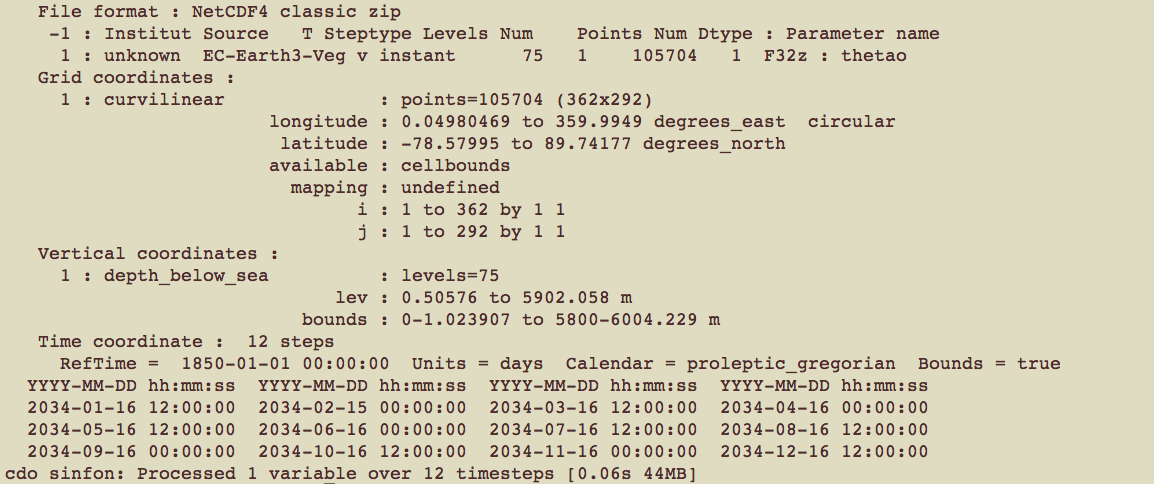 File format : NetCDF4 classic zip
-1 : Institut Source   T Steptype Levels Num    Points Num Dtype : Parameter name
1 : unknown  EC-Earth3-Veg v instant      75   1    105704   1  F32z : thetao
Grid coordinates :
1 : curvilinear              : points=105704 (362x292)
longitude : 0.04980469 to 359.9949 degrees_east  circular
latitude : -78.57995 to 89.74177 degrees_north
available : cellbounds
mapping : undefined
i : 1 to 362 by 1 1
j : 1 to 292 by 1 1
Vertical coordinates :
1 : depth_below_sea          : levels=75
lev : 0.50576 to 5902.058 m
bounds : 0-1.023907 to 5800-6004.229 m
Time coordinate :  12 steps
RefTime =  1850-01-01 00:00:00  Units = days  Calendar = proleptic_gregorian  Bounds = true
YYYY-MM-DD hh:mm:ss  YYYY-MM-DD hh:mm:ss  YYYY-MM-DD hh:mm:ss  YYYY-MM-DD hh:mm:ss
2034-01-16 12:00:00  2034-02-15 00:00:00  2034-03-16 12:00:00  2034-04-16 00:00:00
2034-05-16 12:00:00  2034-06-16 00:00:00  2034-07-16 12:00:00  2034-08-16 12:00:00
2034-09-16 00:00:00  2034-10-16 12:00:00  2034-11-16 00:00:00  2034-12-16 12:00:00
cdo sinfon: Processed 1 variable over 12 timesteps [0.06s 44MB]